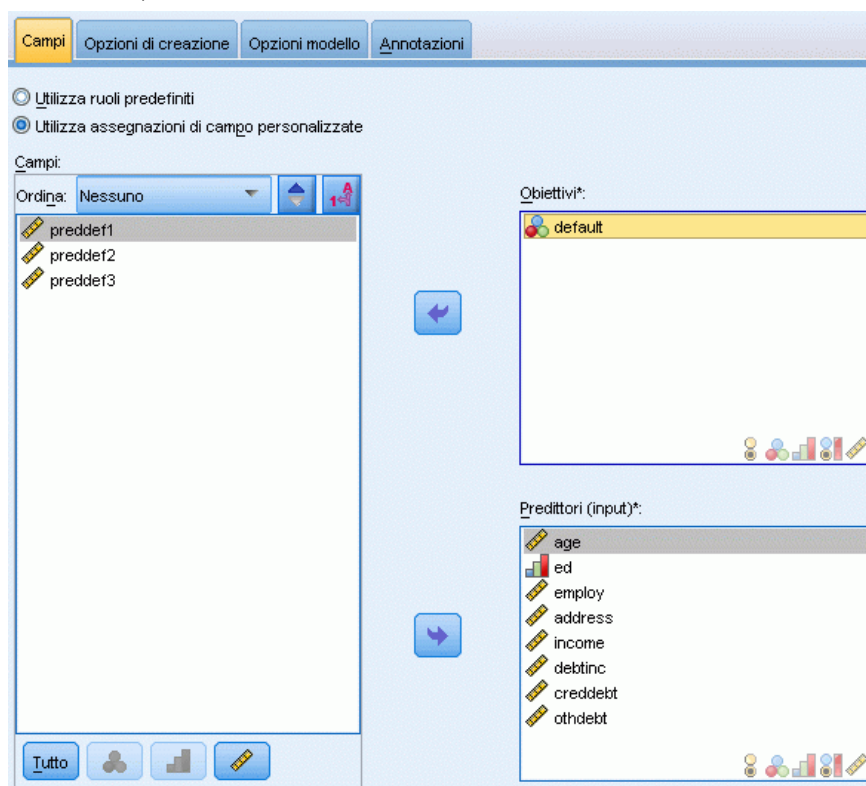 Campi Opzioni di creazione Opzioni modello Annotazioni
Utilizza ruoli predefiniti
Utilizza assegnazioni di campo personalizzate
Campi:
Ordina: Nessuno
1 A
preddef1
preddef2
preddef3
Tutto
Obiettivi*:
default
Predittori (input)*:
age
ed
employ
address
income
debtinc
creddebt
othdebt